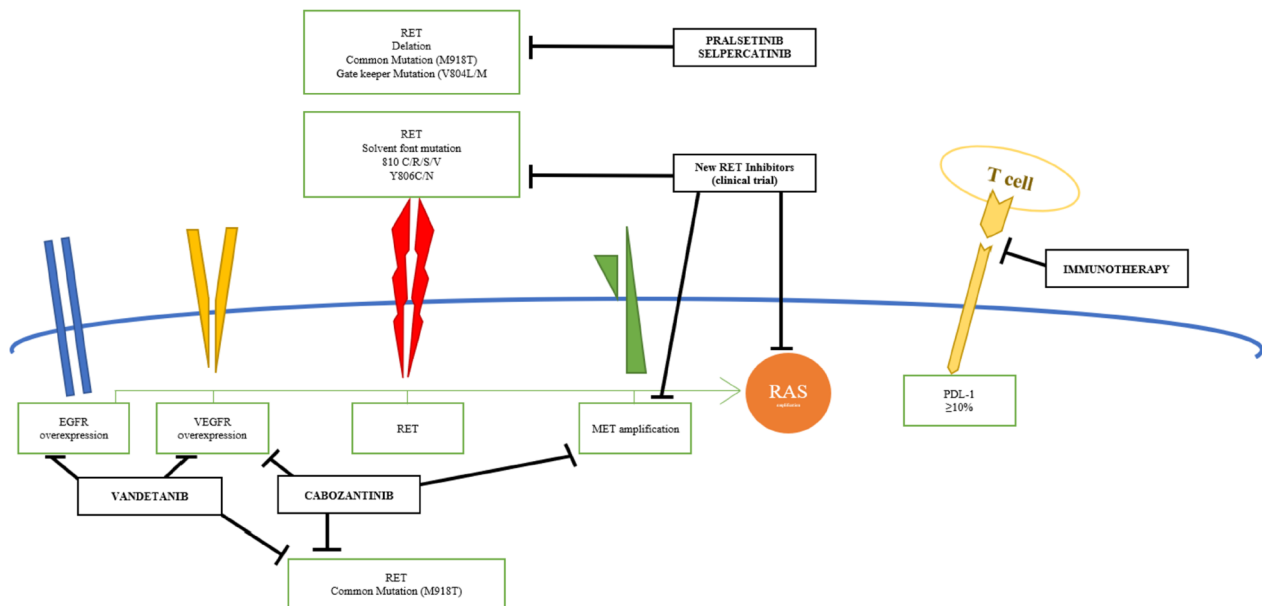 RET
Delation
Common Mutation (M918T)
Gate keeper Mutation (V804L/M
PRALSETINIB
SELPERCATINIB
RET
Solvent font mutation
810 C/R/S/V
Y806C/N
New RET Inhibitors
(clinical trial)
T cell
IMMUNOTHERAPY
RAS
amplification
EGFR
overexpression
VEGFR
overexpression
RET
MET amplification
PDL-1
≥10%
VANDETANIB
CABOZANTINIB
RET
Common Mutation (M918T)